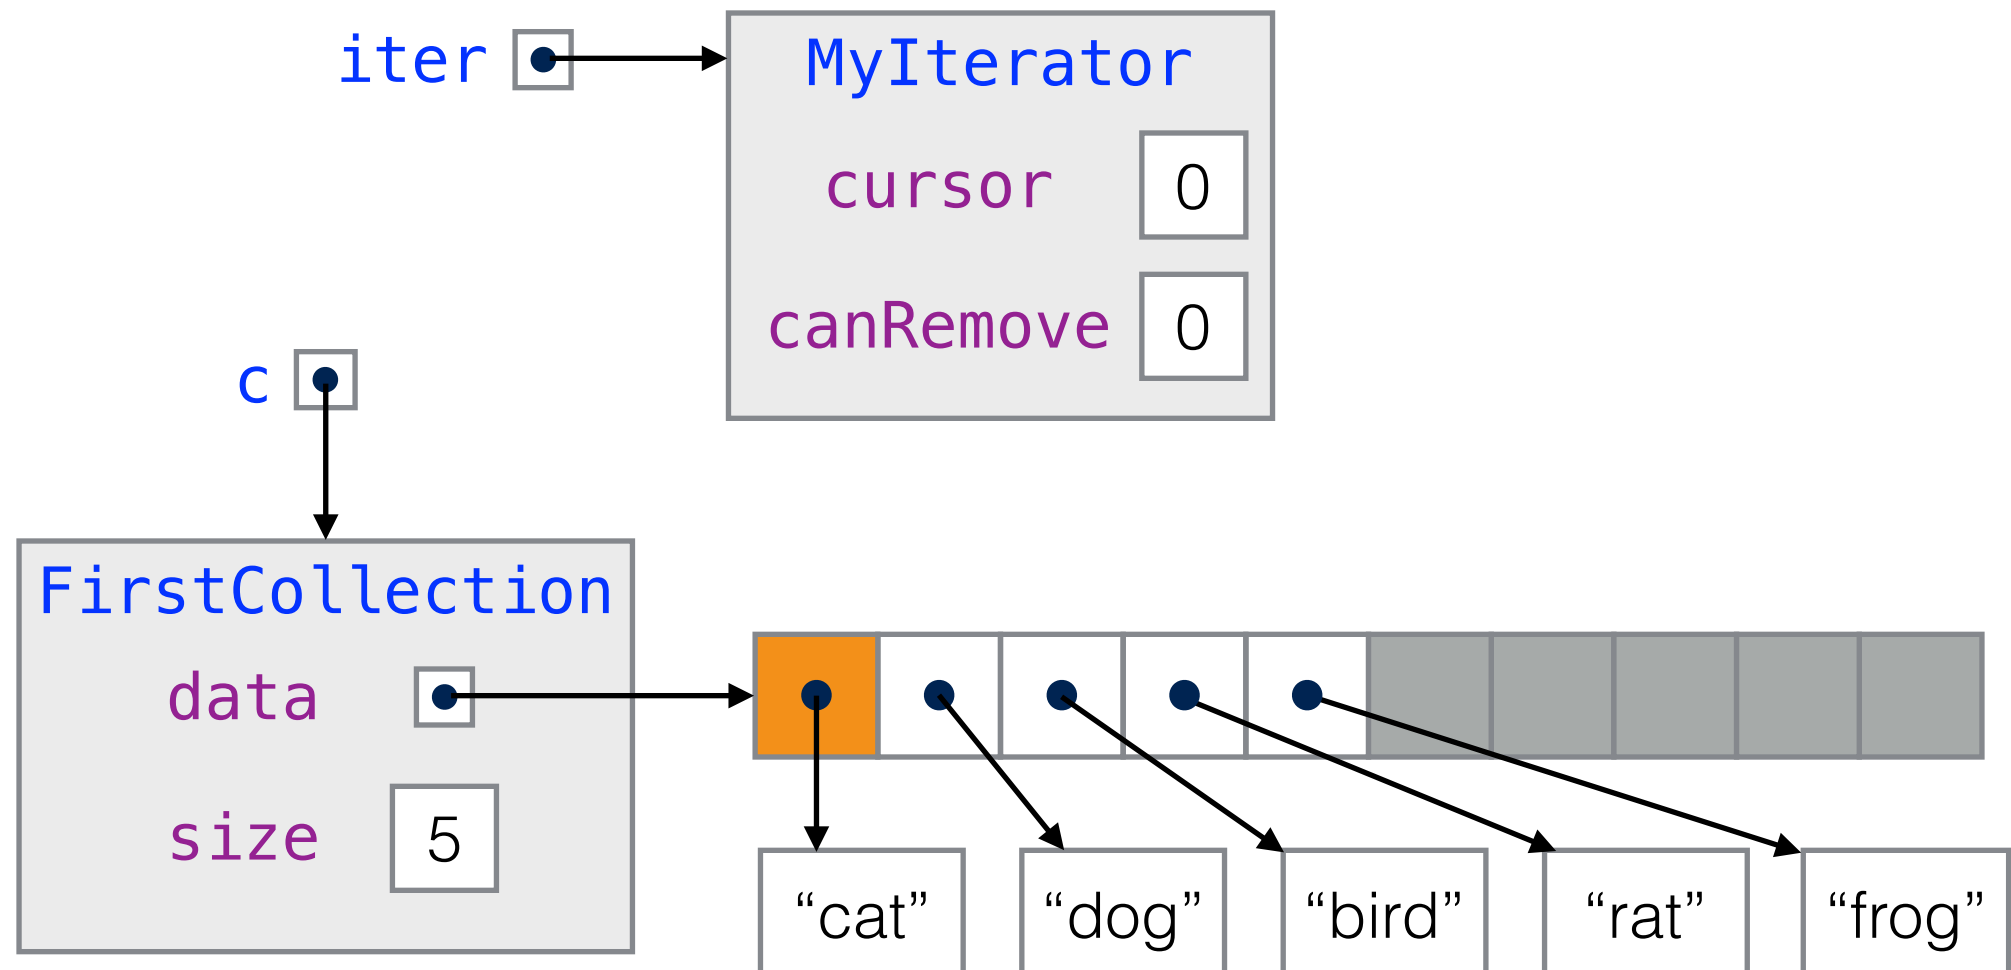 iter
MyIterator
cursor 0
canRemove 0
c
FirstCollection
data
size 5
“cat” “dog” “bird” “rat” “frog”